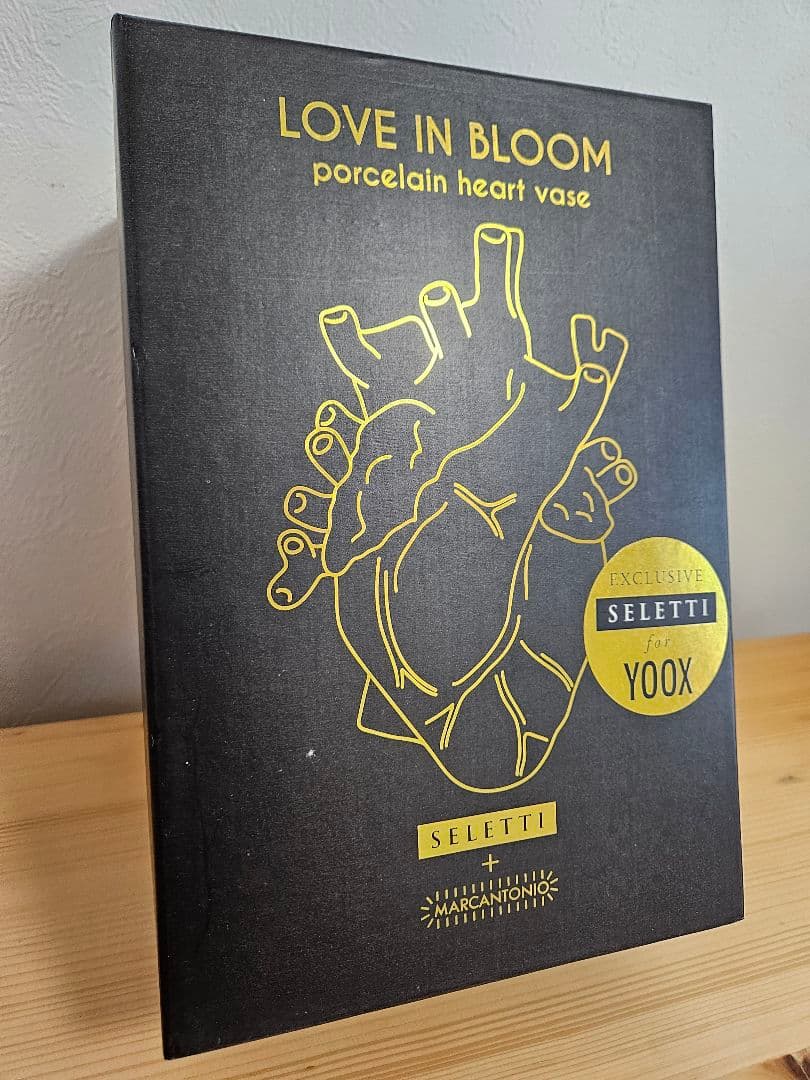 LOVE IN BLOOM
porcelain heart vase
EXCLUSIVE
SELETTI
for
YOOX
SELETTI
+
MARCANTONIO